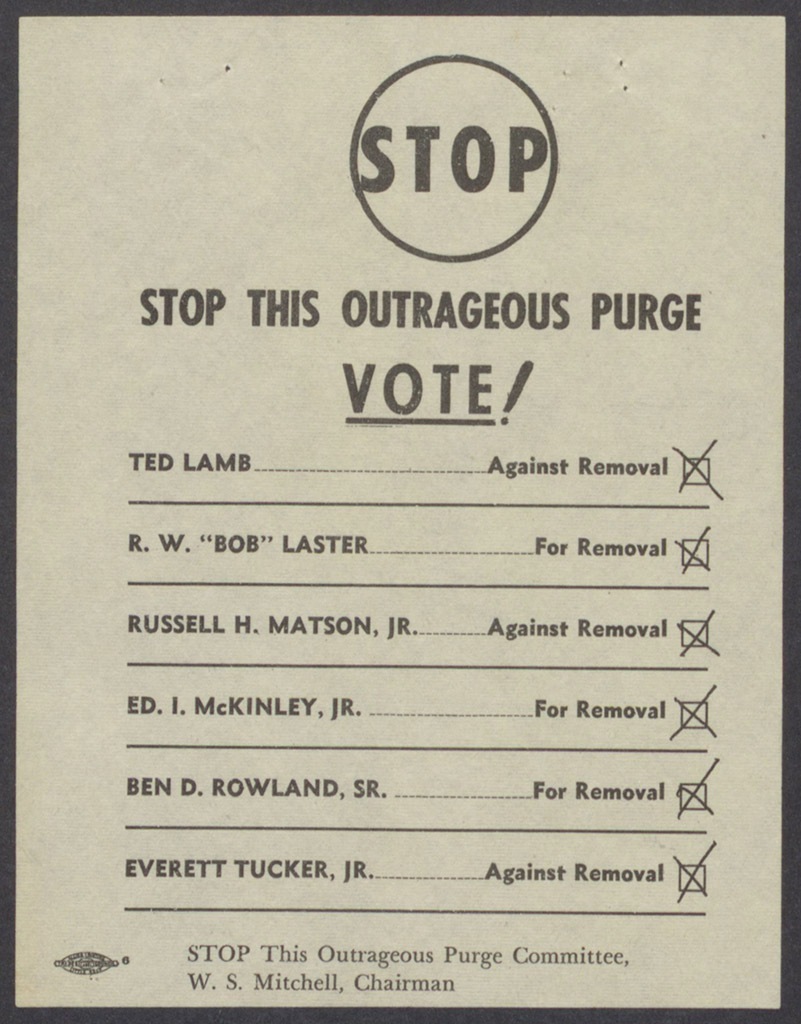 STOP
STOP THIS OUTRAGEOUS PURGE
VOTE!
TED LAMB Against Removal
R. W. “BOB” LASTER For Removal
RUSSELL H. MATSON, JR. Against Removal
ED. I. McKINLEY, JR. For Removal
BEN D. ROWLAND, SR. For Removal
EVERETT TUCKER, JR. Against Removal
STOP This Outrageous Purge Committee,
W. S. Mitchell, Chairman
6